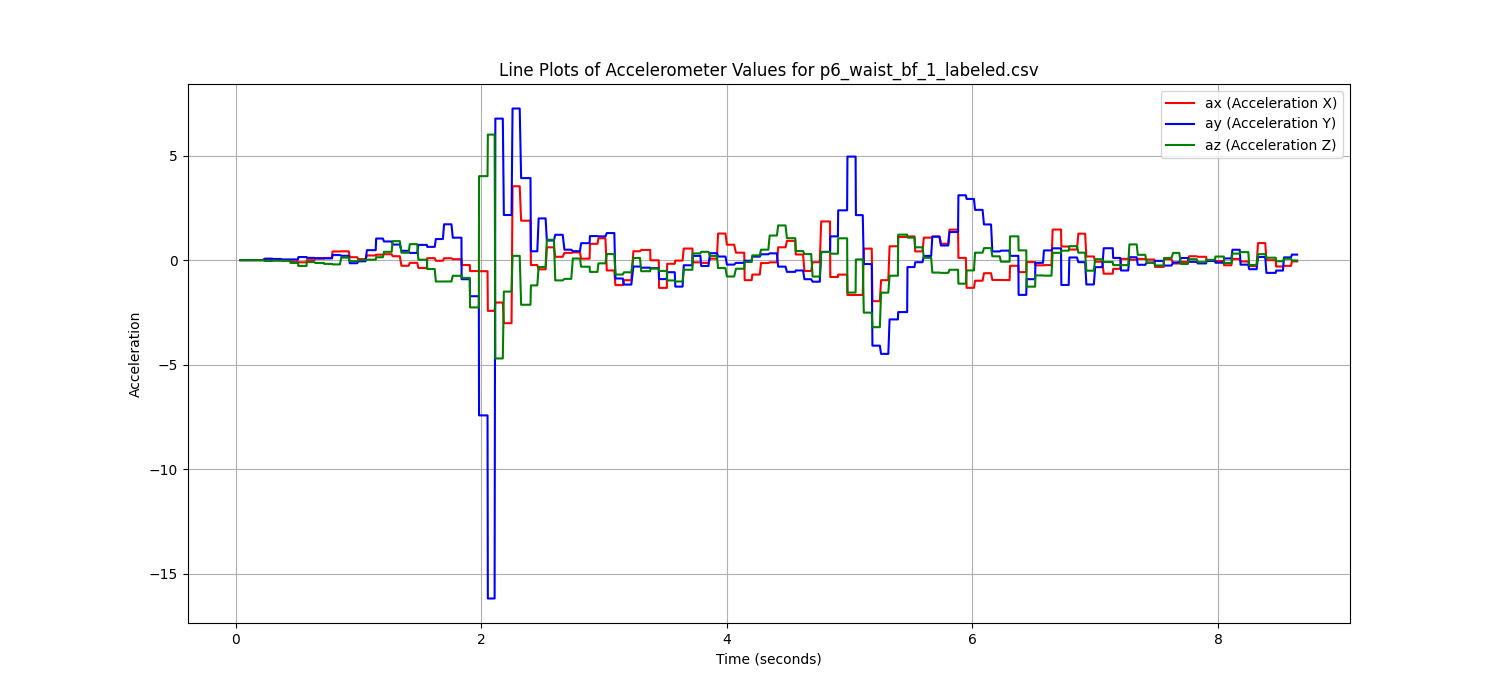 Line Plots of Accelerometer Values for p6_waist_bf_1_labeled.csv
ax (Acceleration X)
ay (Acceleration Y)
az (Acceleration Z)
Acceleration
5
0
−5
−10
−15
0 2 4 6 8
Time (seconds)